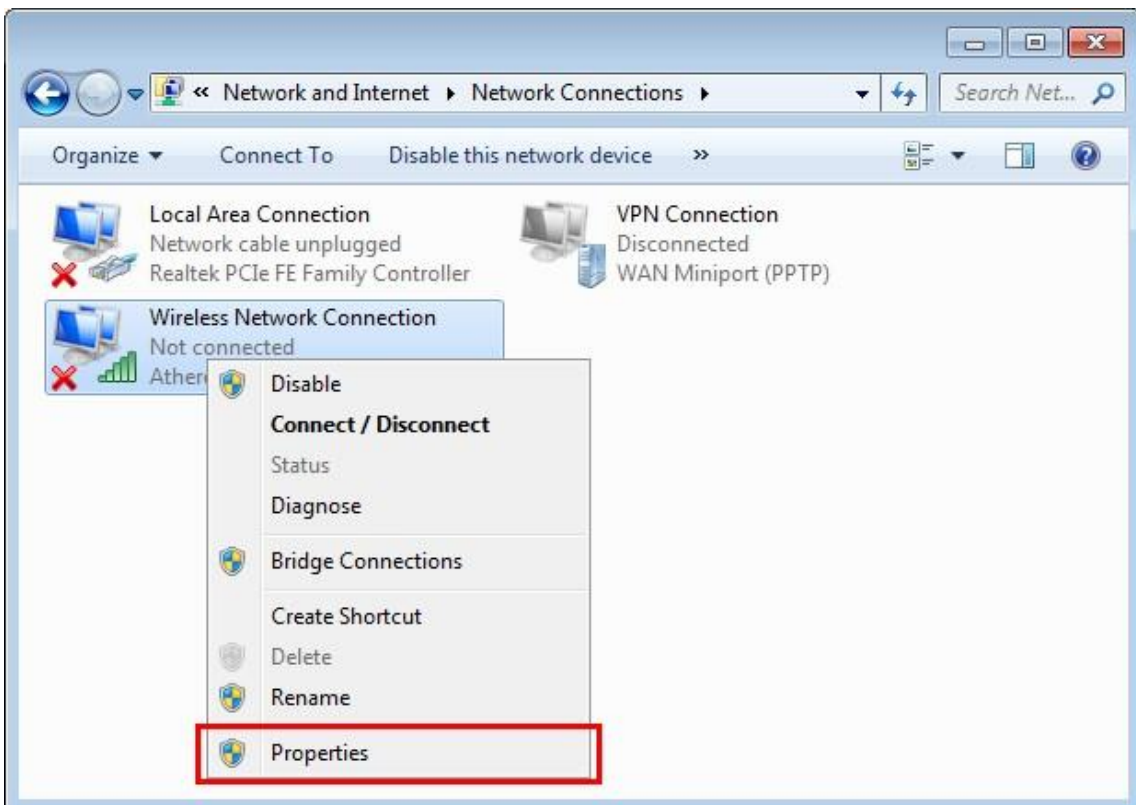 « Network and Internet ▸ Network Connections ▸
Search Net...
Organize ▾ Connect To Disable this network device »
Local Area Connection
Network cable unplugged
Realtek PCIe FE Family Controller
VPN Connection
Disconnected
WAN Miniport (PPTP)
Wireless Network Connection
Not connected
Disable
Connect / Disconnect
Status
Diagnose
Bridge Connections
Create Shortcut
Delete
Rename
Properties